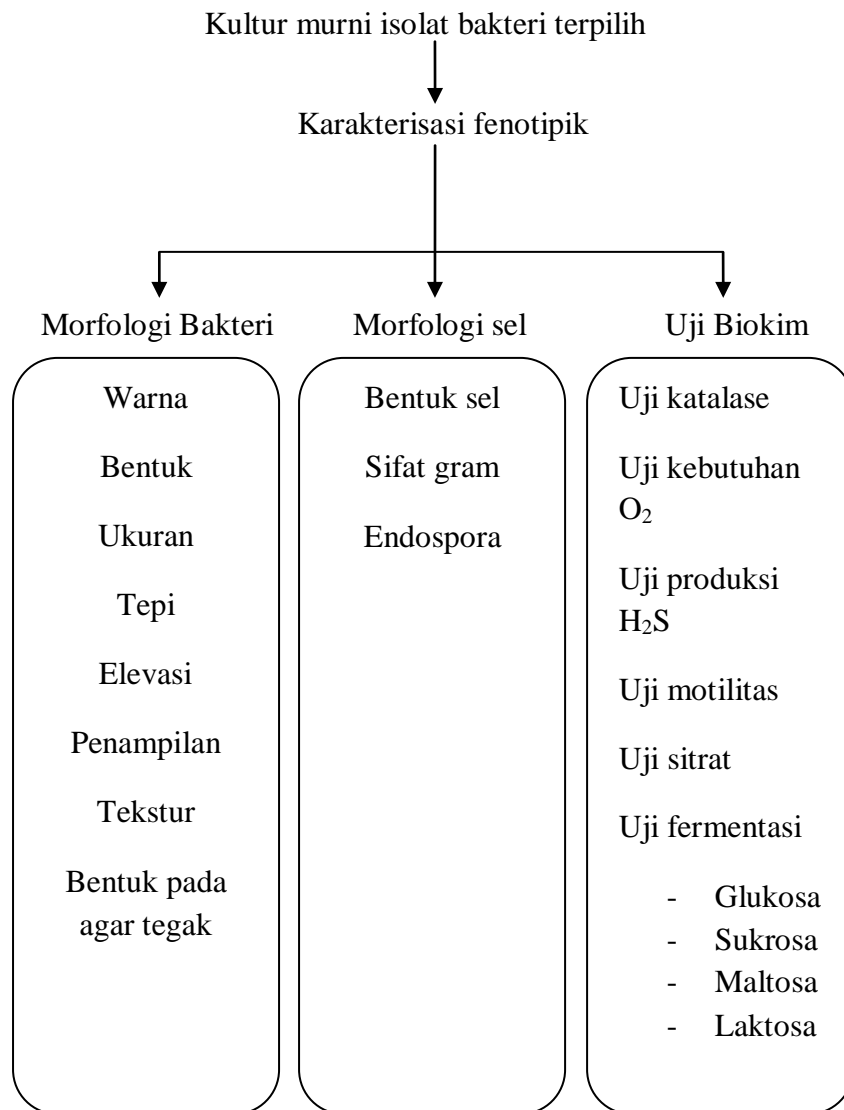 Kultur murni isolat bakteri terpilih
Karakterisasi fenotipik
Morfologi Bakteri
Warna
Bentuk
Ukuran
Tepi
Elevasi
Penampilan
Tekstur
Bentuk pada
agar tegak
Morfologi sel
Bentuk sel
Sifat gram
Endospora
Uji Biokim
Uji katalase
Uji kebutuhan
O₂
Uji produksi
H₂S
Uji motilitas
Uji sitrat
Uji fermentasi
- Glukosa
- Sukrosa
- Maltosa
- Laktosa